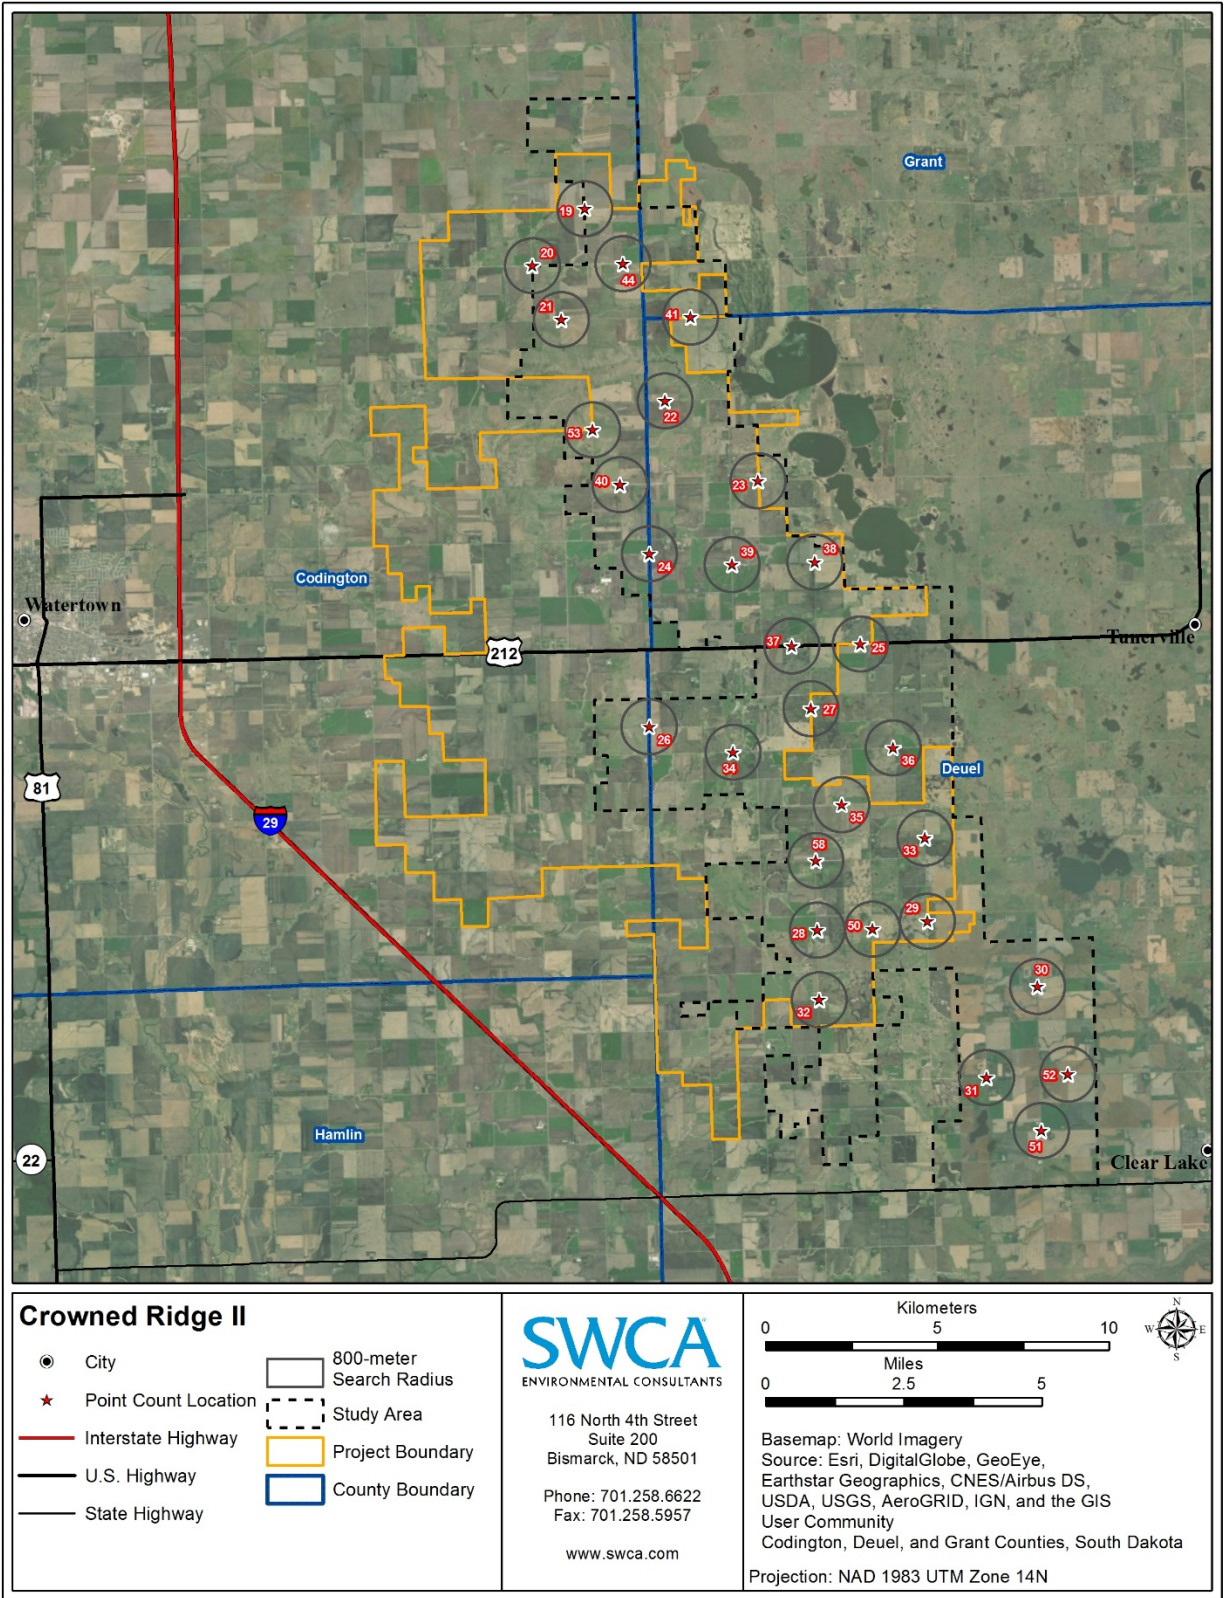 Grant
19
20
44
21
41
22
53
40
23
24
39
38
Codington
Watertown
Tunerville
37
25
212
27
26
34
36
Deuel
81
35
29
58
33
28
50
29
30
32
31
52
51
Hamlin
22
Clear Lake
Crowned Ridge II
City
Point Count Location
Interstate Highway
U.S. Highway
State Highway
800-meter
Search Radius
Study Area
Project Boundary
County Boundary
SWCA
ENVIRONMENTAL CONSULTANTS
116 North 4th Street
Suite 200
Bismarck, ND 58501
Phone: 701.258.6622
Fax: 701.258.5957
www.swca.com
Kilometers
0 5 10
Miles
0 2.5 5
N
W E
S
Basemap: World Imagery
Source: Esri, DigitalGlobe, GeoEye,
Earthstar Geographics, CNES/Airbus DS,
USDA, USGS, AeroGRID, IGN, and the GIS
User Community
Codington, Deuel, and Grant Counties, South Dakota
Projection: NAD 1983 UTM Zone 14N